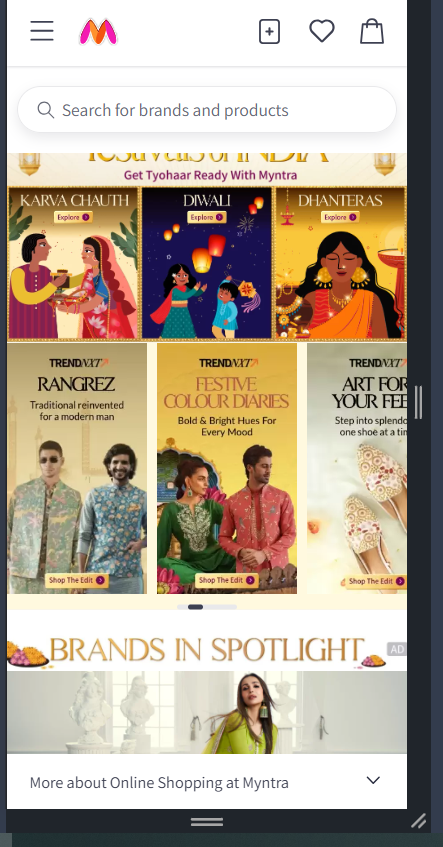 Search for brands and products
Festivals of INDIA
Get Tyohaar Ready With Myntra
KARVA CHAUTH
Explore
DIWALI
Explore
DHANTERAS
Explore
TRENDNXT
RANGREZ
Traditional reinvented
for a modern man
Shop The Edit
TRENDNXT
FESTIVE
COLOUR DIARIES
Bold & Bright Hues For
Every Mood
Shop The Edit
TRENDNXT
ART FOR
YOUR FEE
Step into splendo
one shoe at a tim
Shop The Edit
BRANDS IN SPOTLIGHT
AD
More about Online Shopping at Myntra